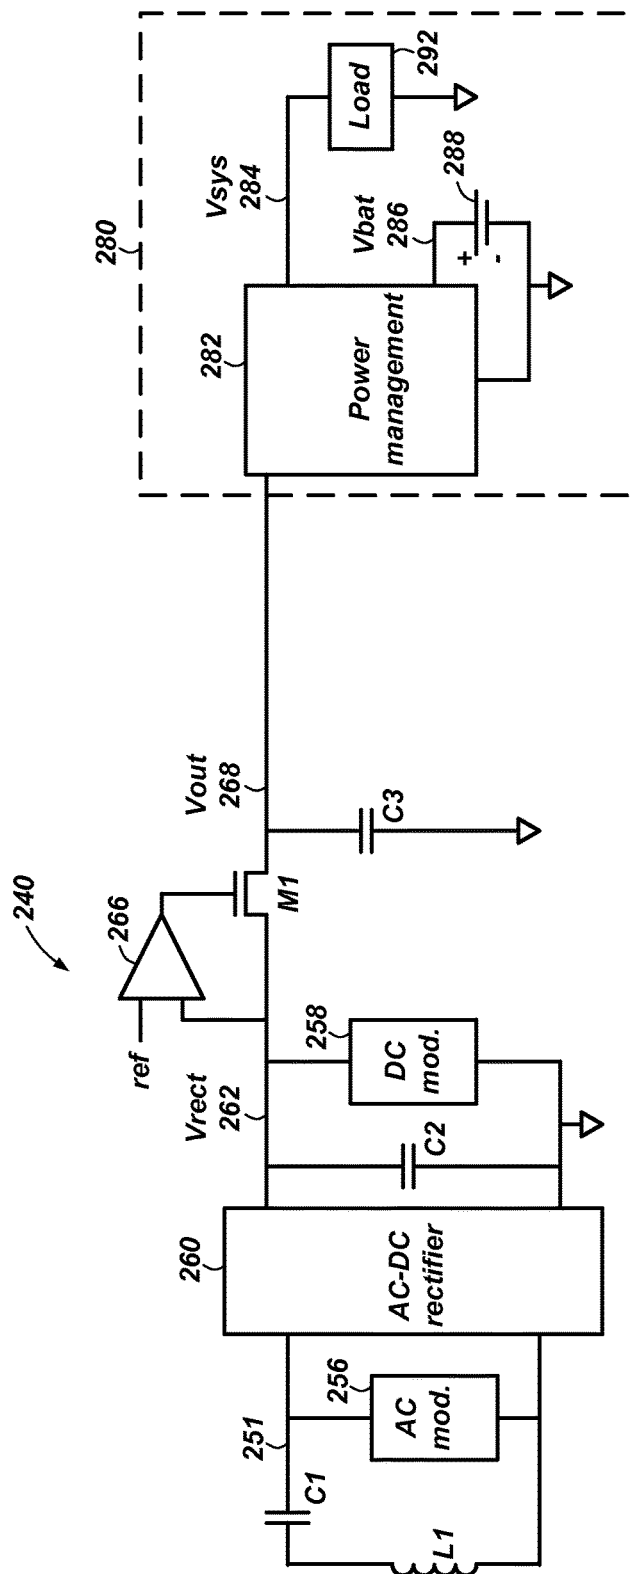 240
280
266
ref
Vrect
262
Vout
268
M1
C3
258
DC
mod.
C2
260
AC-DC
rectifier
251
C1
256
AC
mod.
L1
282
Power
management
Vsys
284
Load
292
Vbat
286
288
+
-